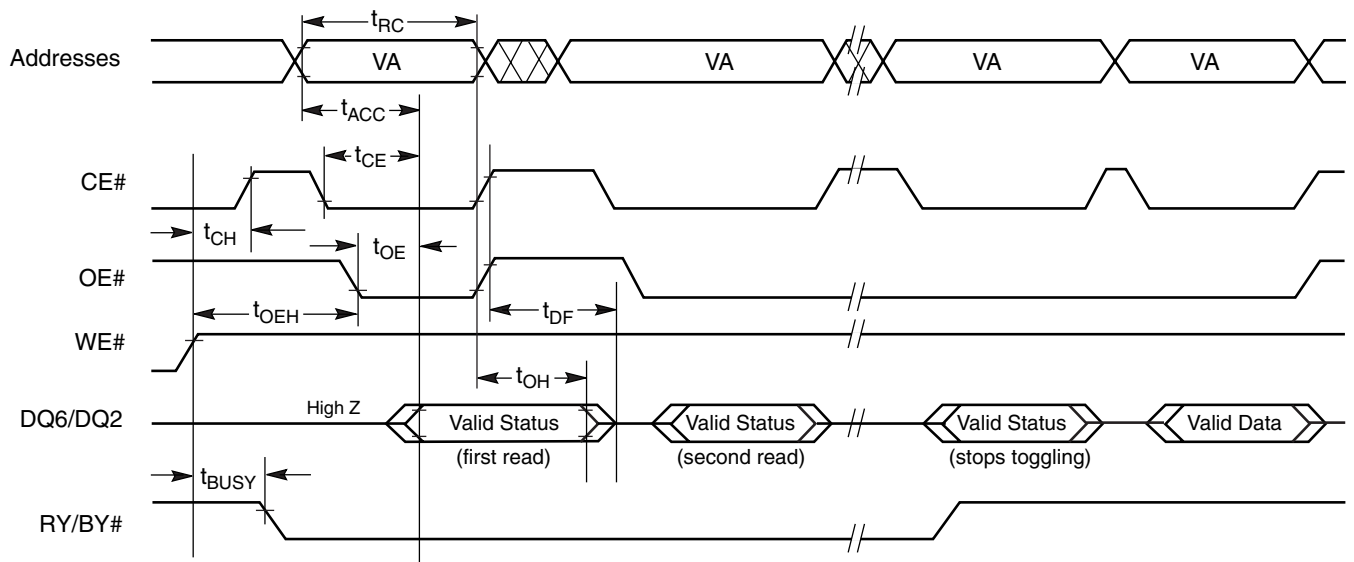 tRC
Addresses VA VA VA VA
tACC
tCE
CE#
tCH tOE
OE#
tOEH tDF
WE#
tOH
High Z
DQ6/DQ2 Valid Status Valid Status Valid Status Valid Data
(first read) (second read) (stops toggling)
tBUSY
RY/BY#